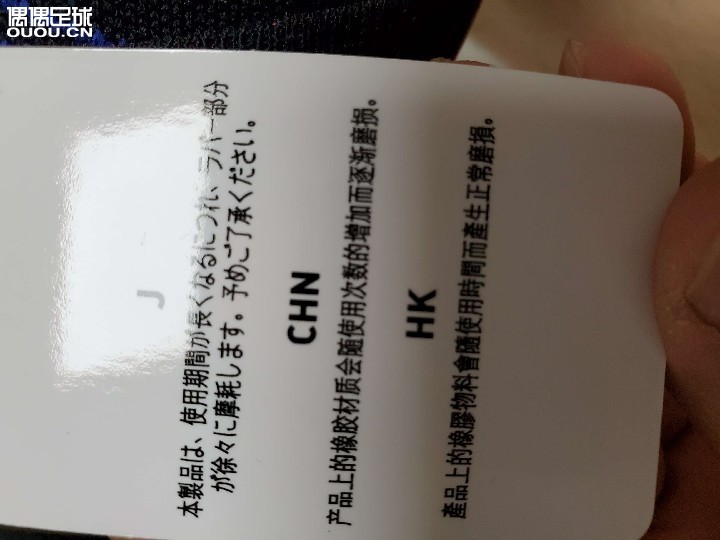 偶偶足球
OUOU.CN
J
本製品は、使用期間が長くなるにつれ、ラバー部分
が徐々に摩耗します。予めご了承ください。
CHN
产品上的橡胶材质会随使用次数的增加而逐渐磨损。
HK
產品上的橡膠物料會隨使用時間而產生正常磨損。